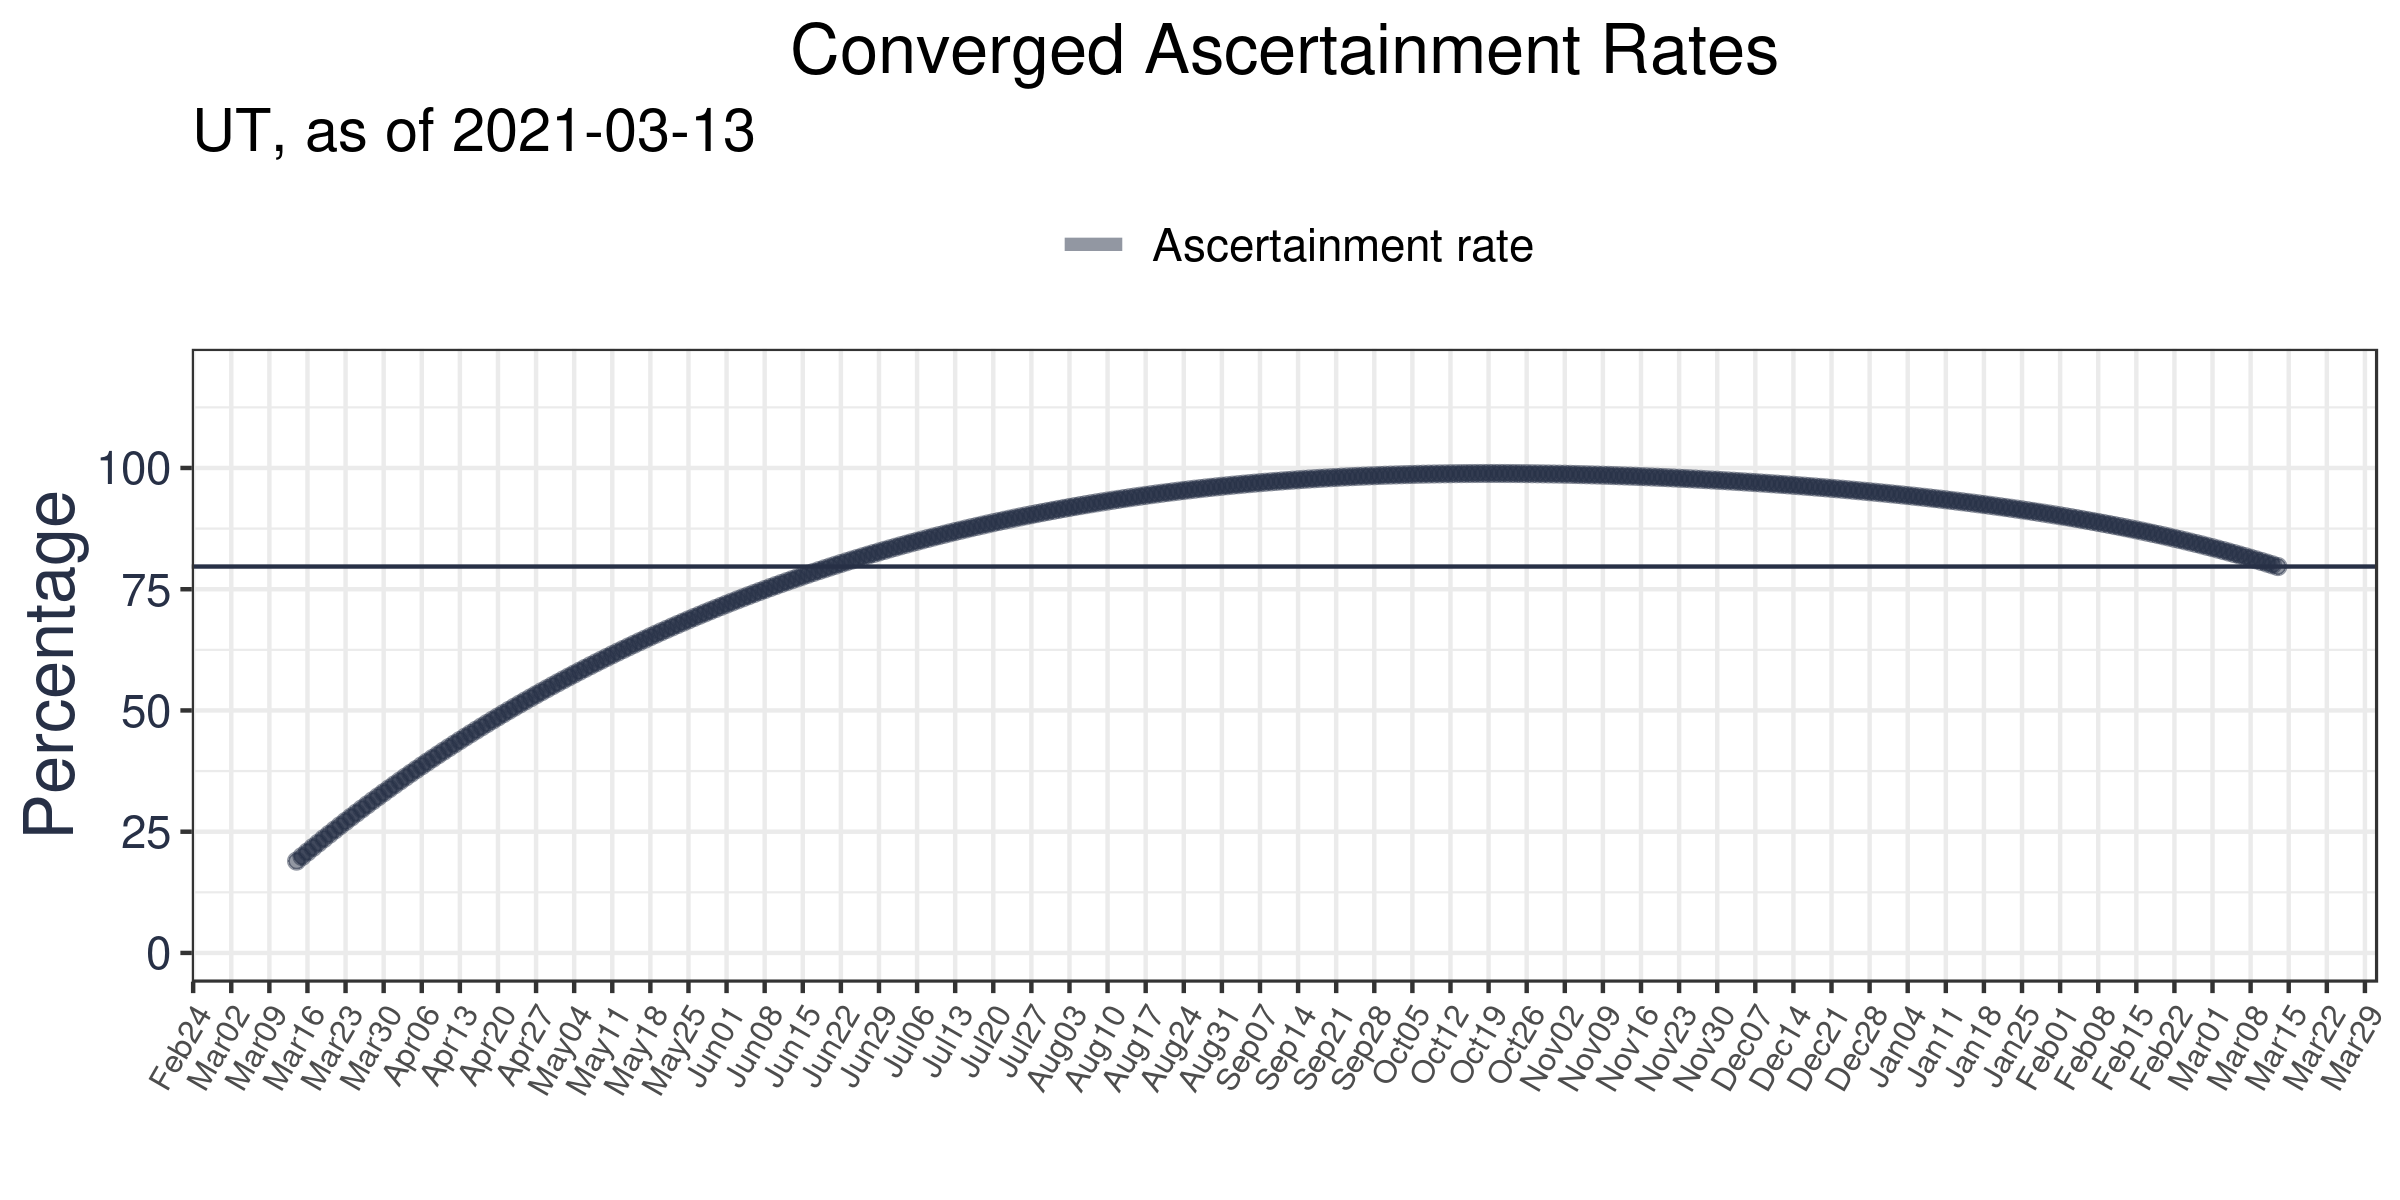 Converged Ascertainment Rates
UT, as of 2021-03-13
Ascertainment rate
Percentage
100
75
50
25
0
Feb24 Mar02 Mar09 Mar16 Mar23 Mar30 Apr06 Apr13 Apr20 Apr27 May04 May11 May18 May25 Jun01 Jun08 Jun15 Jun22 Jun29 Jul06 Jul13 Jul20 Jul27 Aug03 Aug10 Aug17 Aug24 Aug31 Sep07 Sep14 Sep21 Sep28 Oct05 Oct12 Oct19 Oct26 Nov02 Nov09 Nov16 Nov23 Nov30 Dec07 Dec14 Dec21 Dec28 Jan04 Jan11 Jan18 Jan25 Feb01 Feb08 Feb15 Feb22 Mar01 Mar08 Mar15 Mar22 Mar29